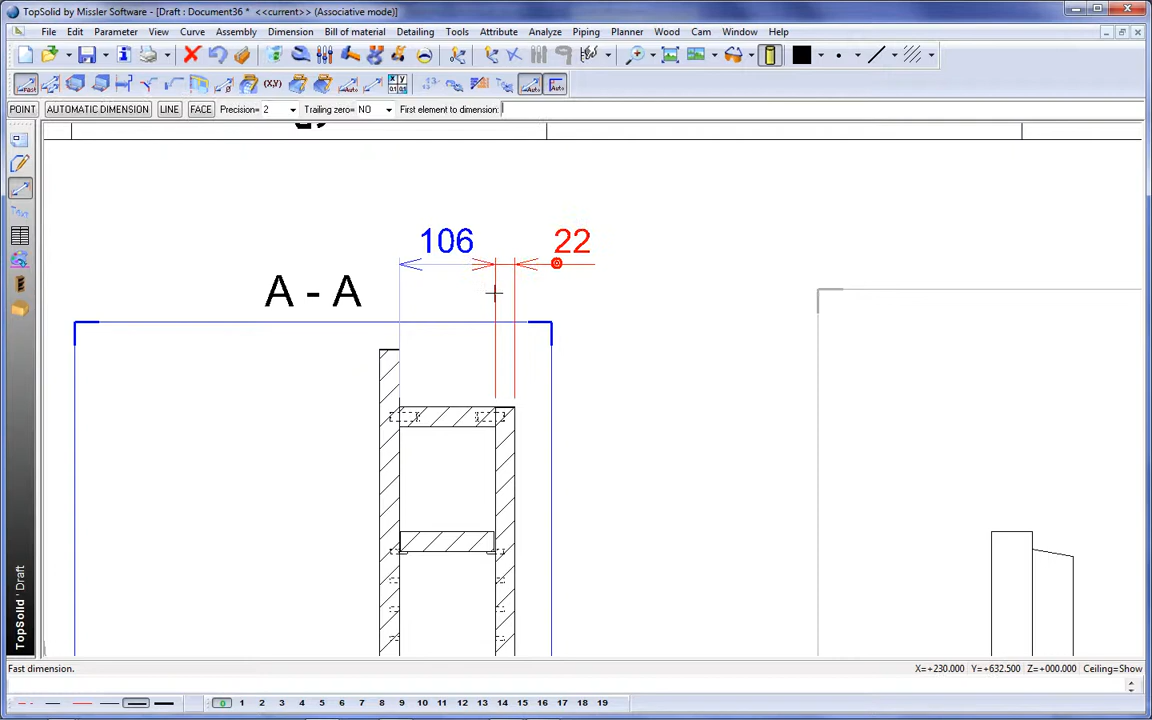 TopSolid by Missler Software - [Draft : Document36 *  <<current>> (Associative mode)]
File Edit Parameter View Curve Assembly Dimension Bill of material Detailing Tools Attribute Analyze Piping Planner Wood Cam Window Help
POINT AUTOMATIC DIMENSION LINE FACE Precision= 2 Trailing zero= NO First element to dimension:
106 22
A - A
TopSolid ' Draft
Fast dimension. X=+230.000 Y=+632.500 Z=+000.000 Ceiling=Show
0 1 2 3 4 5 6 7 8 9 10 11 12 13 14 15 16 17 18 19